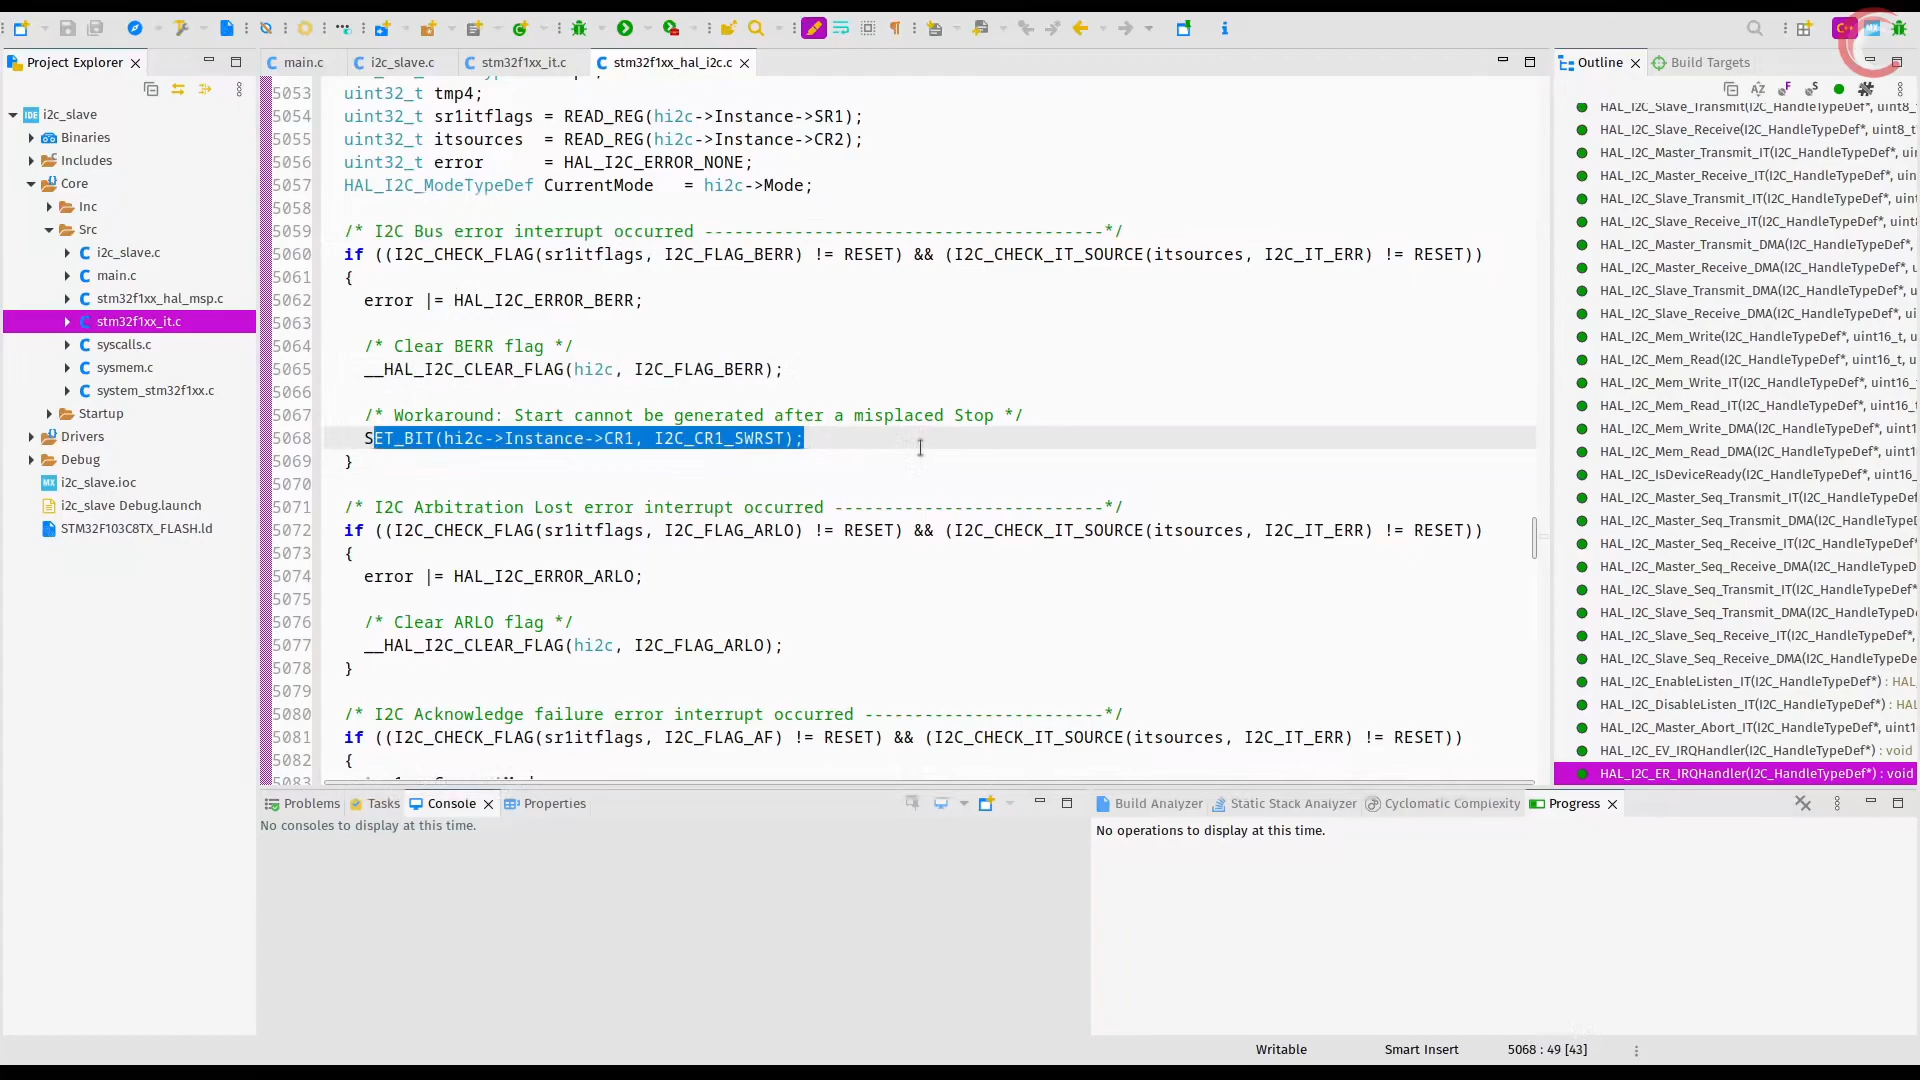 Project Explorer
main.c
i2c_slave.c
stm32f1xx_it.c
stm32f1xx_hal_i2c.c
Outline
Build Targets
i2c_slave
Binaries
Includes
Core
Inc
Src
i2c_slave.c
main.c
stm32f1xx_hal_msp.c
stm32f1xx_it.c
syscalls.c
sysmem.c
system_stm32f1xx.c
Startup
Drivers
Debug
i2c_slave.ioc
i2c_slave Debug.launch
STM32F103C8TX_FLASH.ld
5053 uint32_t tmp4;
5054 uint32_t sr1itflags = READ_REG(hi2c->Instance->SR1);
5055 uint32_t itsources  = READ_REG(hi2c->Instance->CR2);
5056 uint32_t error      = HAL_I2C_ERROR_NONE;
5057 HAL_I2C_ModeTypeDef CurrentMode   = hi2c->Mode;
5058
5059 /* I2C Bus error interrupt occurred ----------------------------------------*/
5060 if ((I2C_CHECK_FLAG(sr1itflags, I2C_FLAG_BERR) != RESET) && (I2C_CHECK_IT_SOURCE(itsources, I2C_IT_ERR) != RESET))
5061 {
5062 error |= HAL_I2C_ERROR_BERR;
5063
5064 /* Clear BERR flag */
5065 __HAL_I2C_CLEAR_FLAG(hi2c, I2C_FLAG_BERR);
5066
5067 /* Workaround: Start cannot be generated after a misplaced Stop */
5068 SET_BIT(hi2c->Instance->CR1, I2C_CR1_SWRST);
5069 }
5070
5071 /* I2C Arbitration Lost error interrupt occurred ---------------------------*/
5072 if ((I2C_CHECK_FLAG(sr1itflags, I2C_FLAG_ARLO) != RESET) && (I2C_CHECK_IT_SOURCE(itsources, I2C_IT_ERR) != RESET))
5073 {
5074 error |= HAL_I2C_ERROR_ARLO;
5075
5076 /* Clear ARLO flag */
5077 __HAL_I2C_CLEAR_FLAG(hi2c, I2C_FLAG_ARLO);
5078 }
5079
5080 /* I2C Acknowledge failure error interrupt occurred ------------------------*/
5081 if ((I2C_CHECK_FLAG(sr1itflags, I2C_FLAG_AF) != RESET) && (I2C_CHECK_IT_SOURCE(itsources, I2C_IT_ERR) != RESET))
5082 {
5083
HAL_I2C_Slave_Transmit(I2C_HandleTypeDef*, uint8_
HAL_I2C_Slave_Receive(I2C_HandleTypeDef*, uint8_t
HAL_I2C_Master_Transmit_IT(I2C_HandleTypeDef*, ui
HAL_I2C_Master_Receive_IT(I2C_HandleTypeDef*, uin
HAL_I2C_Slave_Transmit_IT(I2C_HandleTypeDef*, uint
HAL_I2C_Slave_Receive_IT(I2C_HandleTypeDef*, uint8
HAL_I2C_Master_Transmit_DMA(I2C_HandleTypeDef*,
HAL_I2C_Master_Receive_DMA(I2C_HandleTypeDef*,
HAL_I2C_Slave_Transmit_DMA(I2C_HandleTypeDef*, u
HAL_I2C_Slave_Receive_DMA(I2C_HandleTypeDef*, ui
HAL_I2C_Mem_Write(I2C_HandleTypeDef*, uint16_t,
HAL_I2C_Mem_Read(I2C_HandleTypeDef*, uint16_t, ui
HAL_I2C_Mem_Write_IT(I2C_HandleTypeDef*, uint16_
HAL_I2C_Mem_Read_IT(I2C_HandleTypeDef*, uint16_t
HAL_I2C_Mem_Write_DMA(I2C_HandleTypeDef*, uint
HAL_I2C_Mem_Read_DMA(I2C_HandleTypeDef*, uint1
HAL_I2C_IsDeviceReady(I2C_HandleTypeDef*, uint16_
HAL_I2C_Master_Seq_Transmit_IT(I2C_HandleTypeDef
HAL_I2C_Master_Seq_Transmit_DMA(I2C_HandleType
HAL_I2C_Master_Seq_Receive_IT(I2C_HandleTypeDef*
HAL_I2C_Master_Seq_Receive_DMA(I2C_HandleTypeD
HAL_I2C_Slave_Seq_Transmit_IT(I2C_HandleTypeDef*
HAL_I2C_Slave_Seq_Transmit_DMA(I2C_HandleTypeD
HAL_I2C_Slave_Seq_Receive_IT(I2C_HandleTypeDef*,
HAL_I2C_Slave_Seq_Receive_DMA(I2C_HandleTypeDe
HAL_I2C_EnableListen_IT(I2C_HandleTypeDef*) : HAL_
HAL_I2C_DisableListen_IT(I2C_HandleTypeDef*) : HAL
HAL_I2C_Master_Abort_IT(I2C_HandleTypeDef*, uint1
HAL_I2C_EV_IRQHandler(I2C_HandleTypeDef*) : void
HAL_I2C_ER_IRQHandler(I2C_HandleTypeDef*) : void
Problems
Tasks
Console
Properties
No consoles to display at this time.
Build Analyzer
Static Stack Analyzer
Cyclomatic Complexity
Progress
No operations to display at this time.
Writable
Smart Insert
5068 : 49 [43]